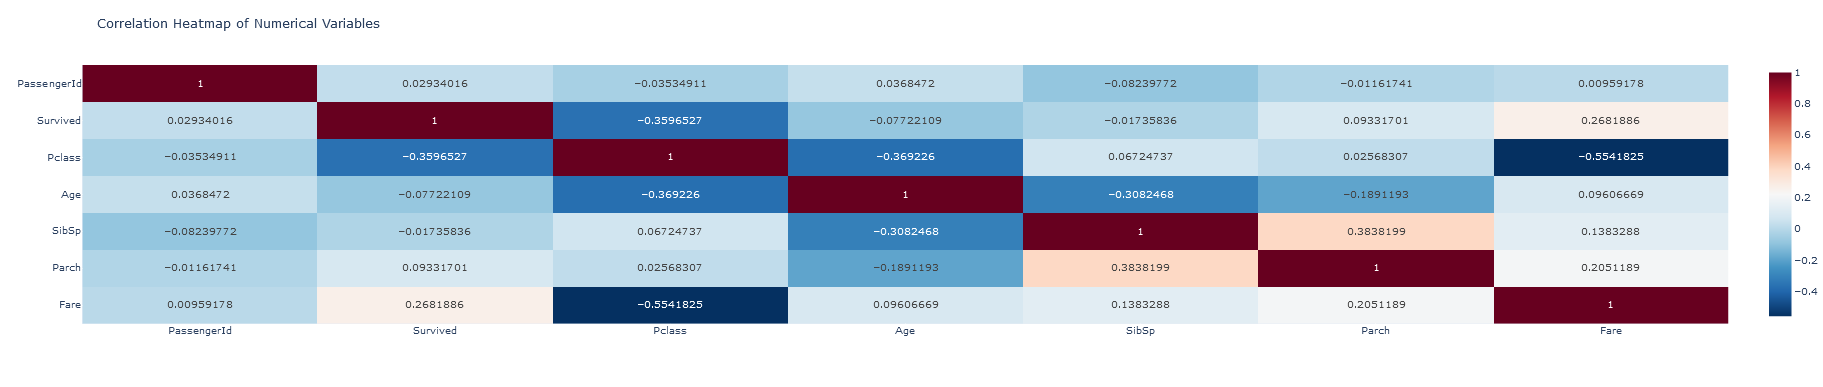 Correlation Heatmap of Numerical Variables
PassengerId 1 0.02934016 −0.03534911 0.0368472 −0.08239772 −0.01161741 0.00959178
Survived 0.02934016 1 −0.3596527 −0.07722109 −0.01735836 0.09331701 0.2681886
Pclass −0.03534911 −0.3596527 1 −0.369226 0.06724737 0.02568307 −0.5541825
Age 0.0368472 −0.07722109 −0.369226 1 −0.3082468 −0.1891193 0.09606669
SibSp −0.08239772 −0.01735836 0.06724737 −0.3082468 1 0.3838199 0.1383288
Parch −0.01161741 0.09331701 0.02568307 −0.1891193 0.3838199 1 0.2051189
Fare 0.00959178 0.2681886 −0.5541825 0.09606669 0.1383288 0.2051189 1
PassengerId Survived Pclass Age SibSp Parch Fare
1
0.8
0.6
0.4
0.2
0
−0.2
−0.4